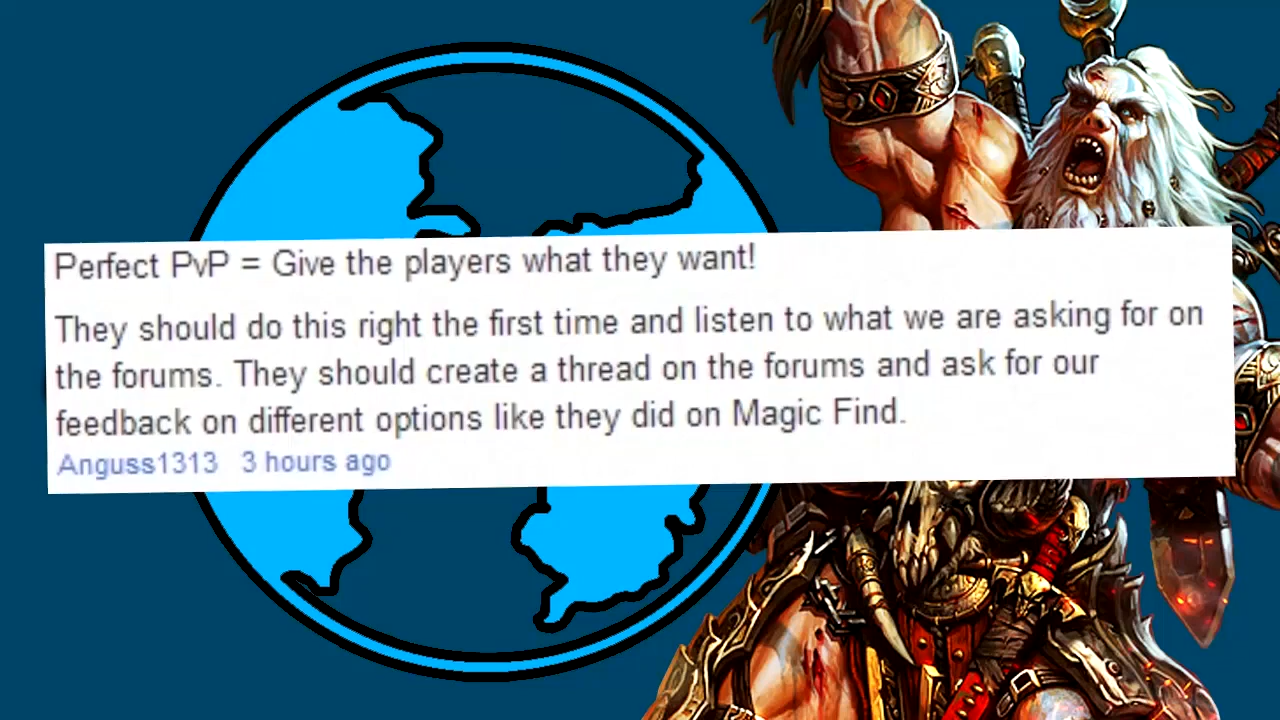 Perfect PvP = Give the players what they want!
They should do this right the first time and listen to what we are asking for on
the forums. They should create a thread on the forums and ask for our
feedback on different options like they did on Magic Find.
Anguss1313 3 hours ago